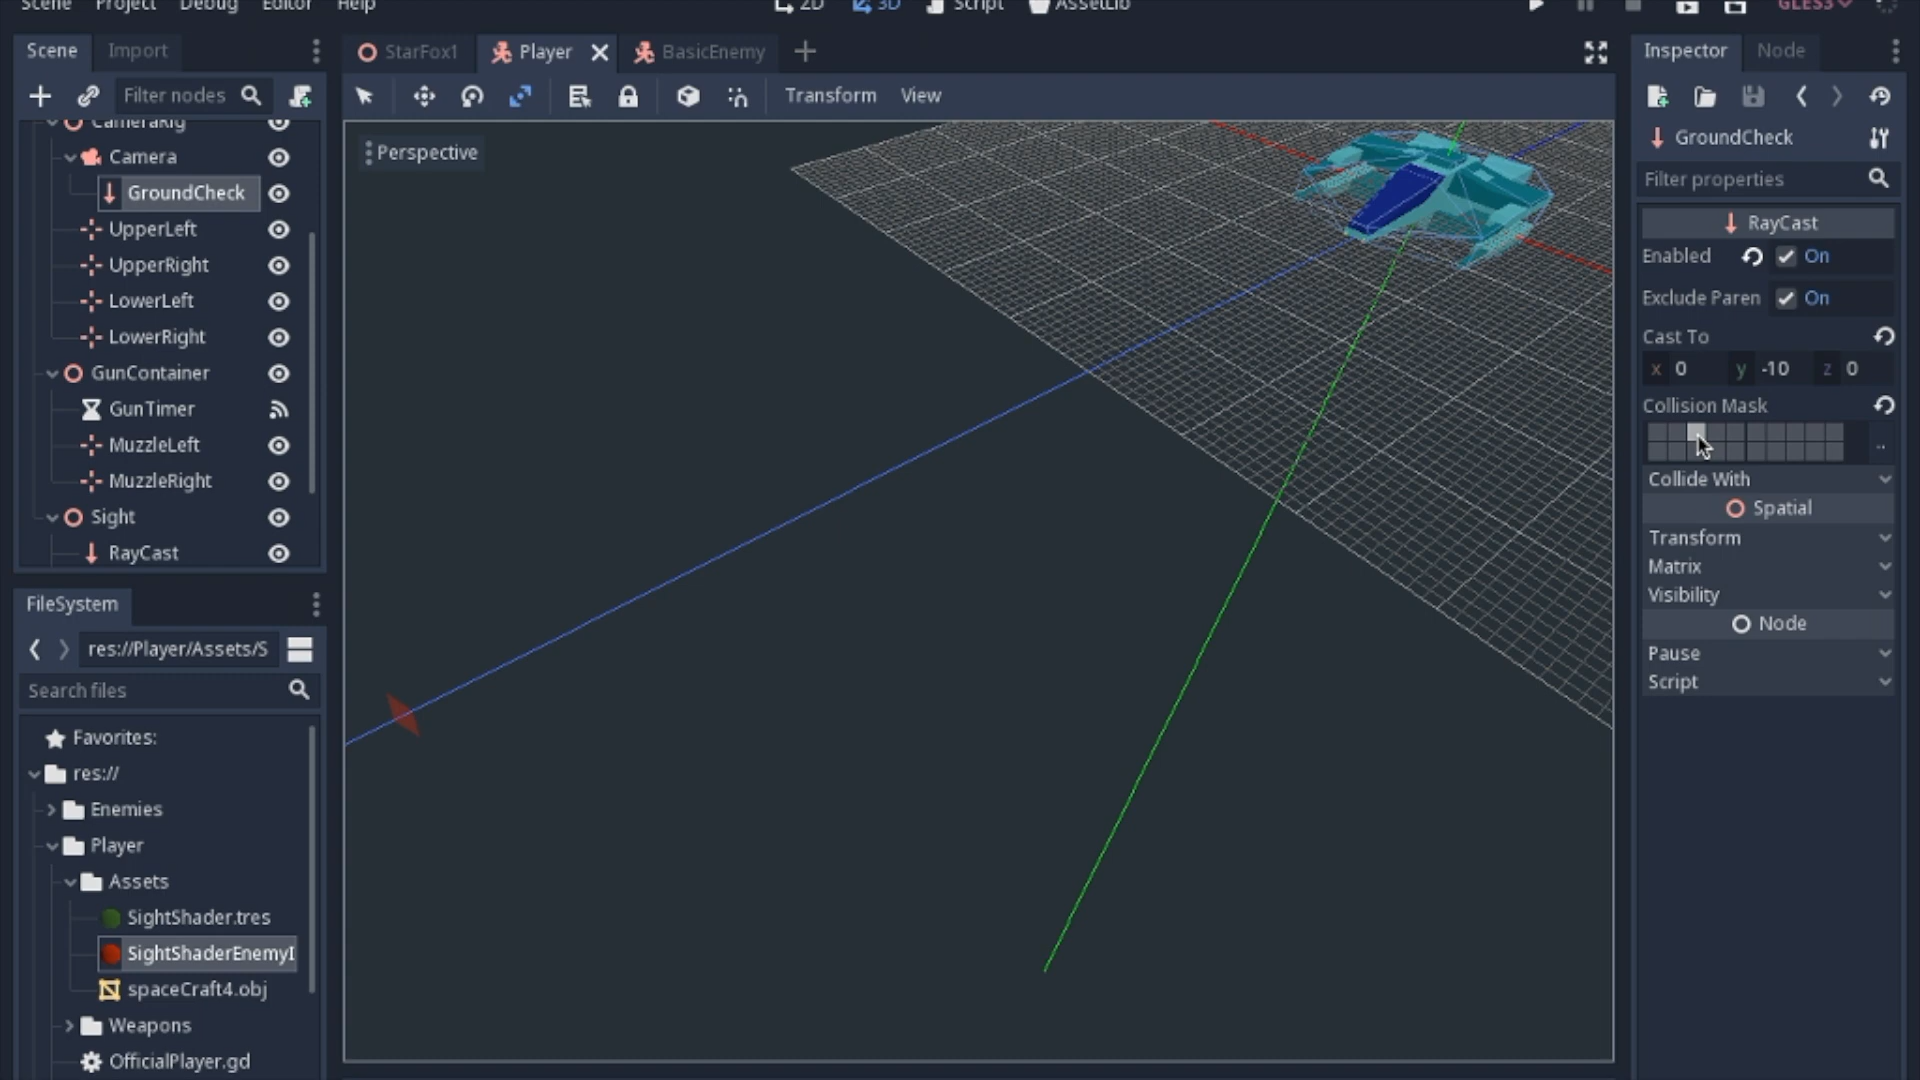 Scene Project Debug Editor Help
2D 3D Script AssetLib
GLES3
Scene Import
StarFox1 Player BasicEnemy
Inspector Node
Filter nodes
Transform View
GroundCheck
Filter properties
CameraRig
Camera
GroundCheck
UpperLeft
UpperRight
LowerLeft
LowerRight
GunContainer
GunTimer
MuzzleLeft
MuzzleRight
Sight
RayCast
Perspective
RayCast
Enabled On
Exclude Paren On
Cast To
x 0 y -10 z 0
Collision Mask
..
Collide With
Spatial
Transform
Matrix
Visibility
Node
Pause
Script
FileSystem
res://Player/Assets/S
Search files
Favorites:
res://
Enemies
Player
Assets
SightShader.tres
SightShaderEnemyI
spaceCraft4.obj
Weapons
OfficialPlayer.gd